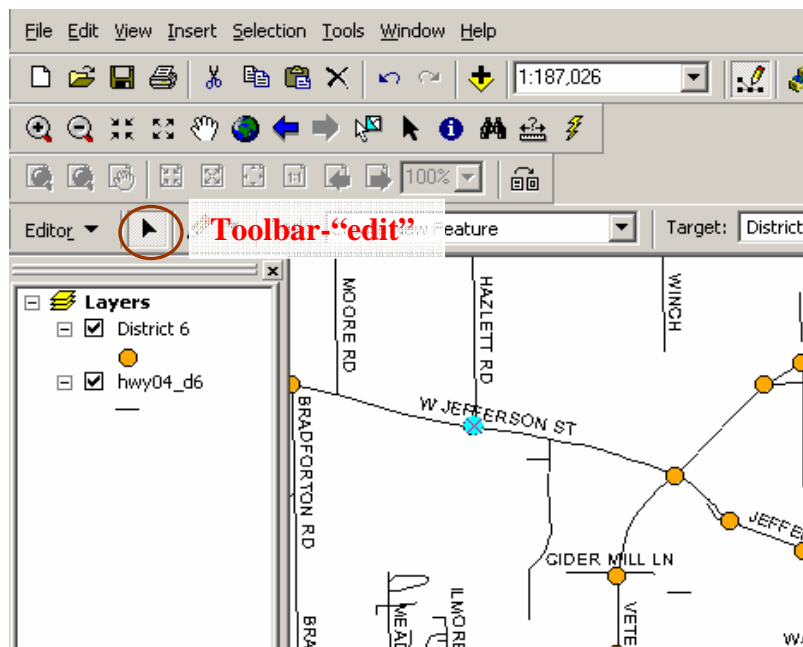 File Edit View Insert Selection Tools Window Help
1:187,026
100%
1:1
Editor Toolbar-“edit” Feature Target: District
Layers
District 6
hwy04_d6
MOORE RD
HAZLETT RD
WINCH
W JEFFERSON ST
BRADFORTON RD
JEFFE
CIDER MILL LN
MEAD
ILMORE
VETE
BRA
WA